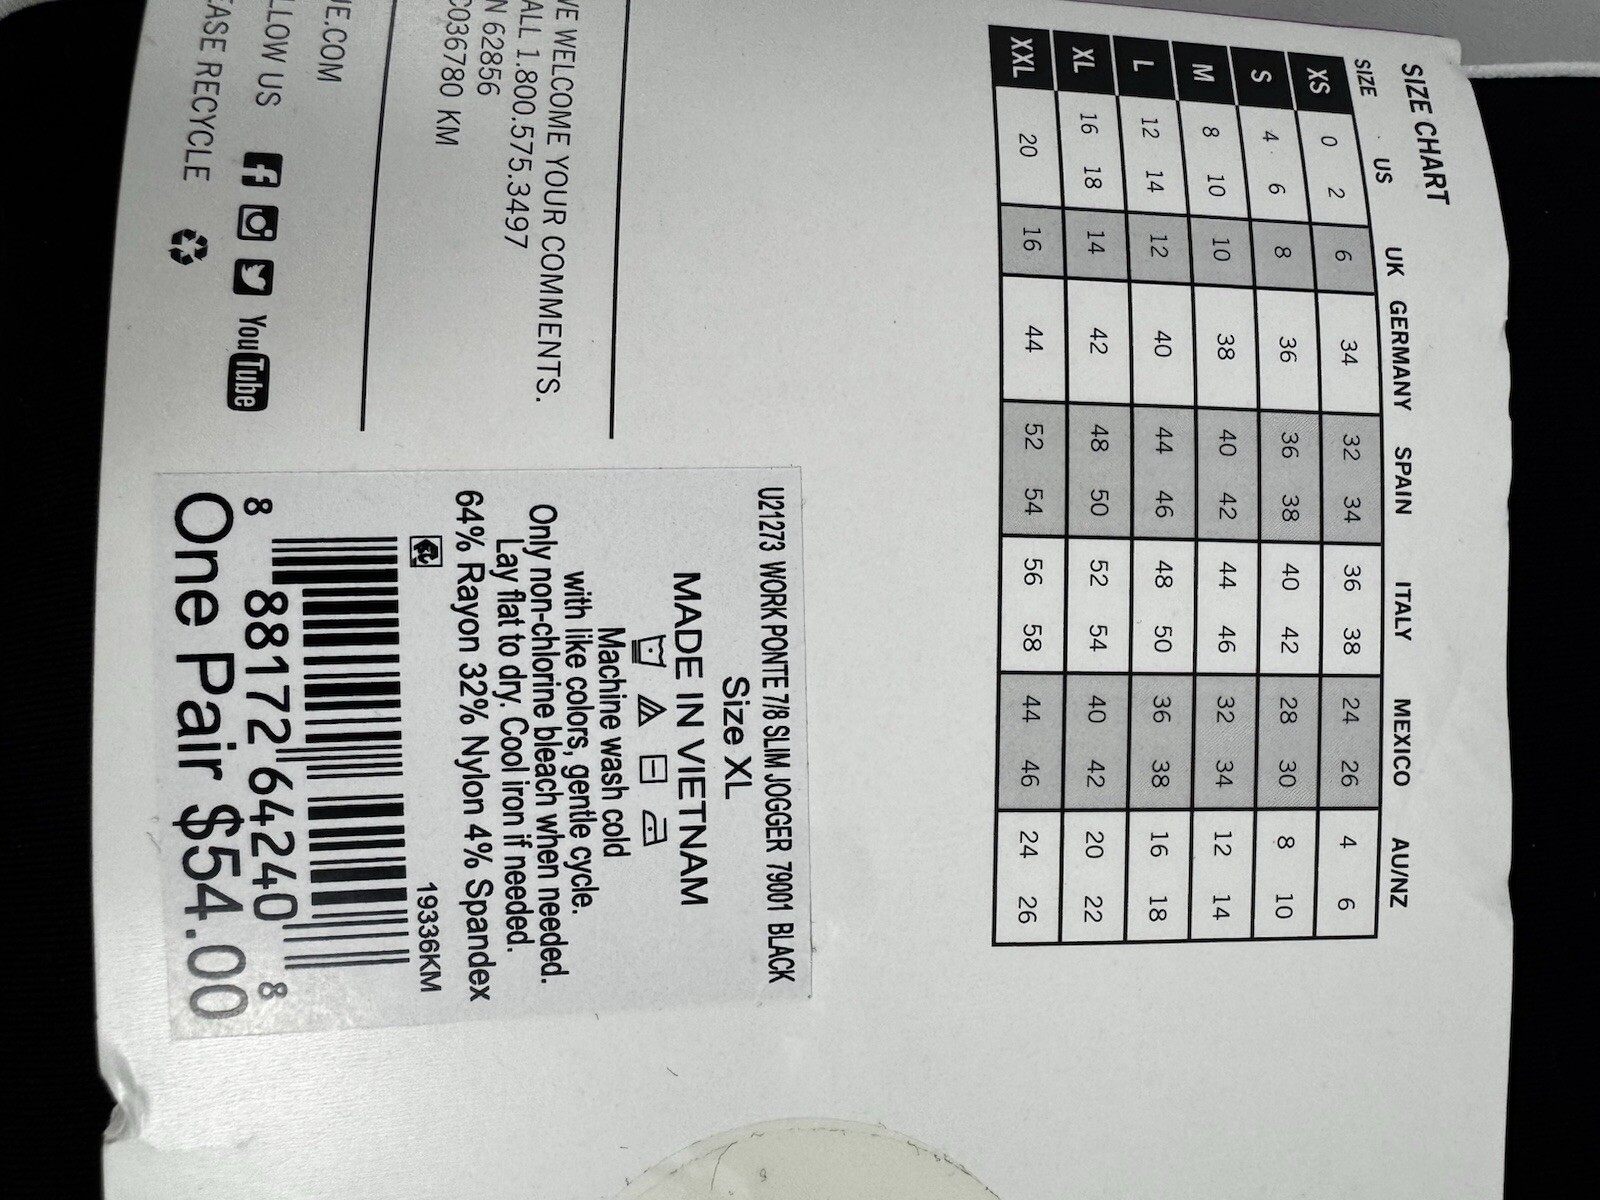 SIZE CHART
SIZE US UK GERMANY SPAIN ITALY MEXICO AU/NZ
XS 0 2 6 34 32 34 36 38 24 26 4 6
S 4 6 8 36 36 38 40 42 28 30 8 10
M 8 10 10 38 40 42 44 46 32 34 12 14
L 12 14 12 40 44 46 48 50 36 38 16 18
XL 16 18 14 42 48 50 52 54 40 42 20 22
XXL 20 16 44 52 54 56 58 44 46 24 26
WE WELCOME YOUR COMMENTS.
ALL 1.800.575.3497
N 62856
C036780 KM
E.COM
LLOW US
YouTube
EASE RECYCLE
U21273 WORK PONTE 7/8 SLIM JOGGER 79001 BLACK
Size XL
MADE IN VIETNAM
Machine wash cold
with like colors, gentle cycle.
Only non-chlorine bleach when needed.
Lay flat to dry. Cool iron if needed.
64% Rayon 32% Nylon 4% Spandex
19336KM
8 88172 64240 8
One Pair $54.00